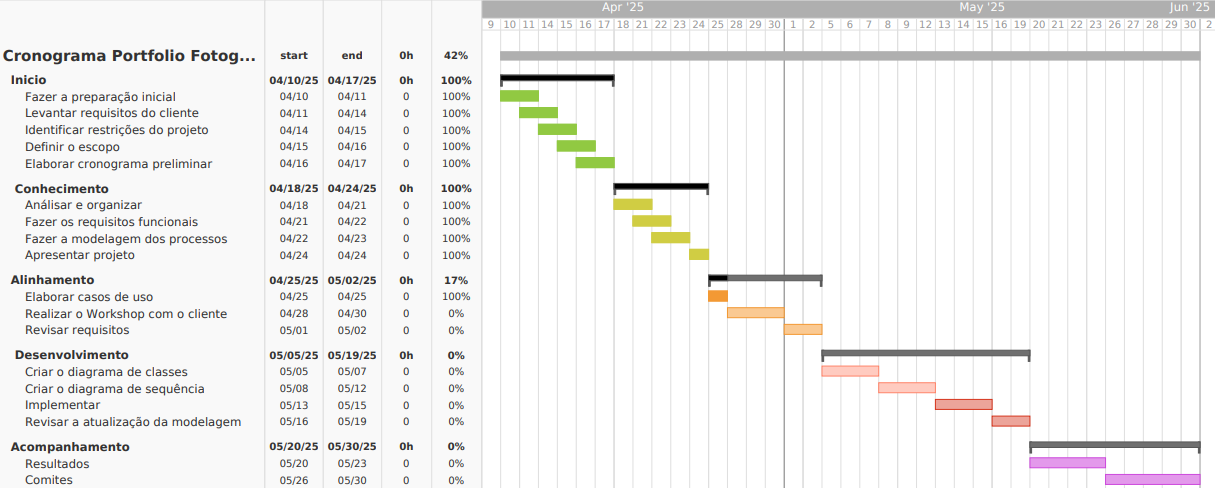 Apr '25 May '25 Jun '25
9 10 11 14 15 16 17 18 21 22 23 24 25 28 29 30 1 2 5 6 7 8 9 12 13 14 15 16 19 20 21 22 23 26 27 28 29 30 2
Cronograma Portfolio Fotog... start end 0h 42%
Inicio 04/10/25 04/17/25 0h 100%
Fazer a preparação inicial 04/10 04/11 0 100%
Levantar requisitos do cliente 04/11 04/14 0 100%
Identificar restrições do projeto 04/14 04/15 0 100%
Definir o escopo 04/15 04/16 0 100%
Elaborar cronograma preliminar 04/16 04/17 0 100%
Conhecimento 04/18/25 04/24/25 0h 100%
Análisar e organizar 04/18 04/21 0 100%
Fazer os requisitos funcionais 04/21 04/22 0 100%
Fazer a modelagem dos processos 04/22 04/23 0 100%
Apresentar projeto 04/24 04/24 0 100%
Alinhamento 04/25/25 05/02/25 0h 17%
Elaborar casos de uso 04/25 04/25 0 100%
Realizar o Workshop com o cliente 04/28 04/30 0 0%
Revisar requisitos 05/01 05/02 0 0%
Desenvolvimento 05/05/25 05/19/25 0h 0%
Criar o diagrama de classes 05/05 05/07 0 0%
Criar o diagrama de sequência 05/08 05/12 0 0%
Implementar 05/13 05/15 0 0%
Revisar a atualização da modelagem 05/16 05/19 0 0%
Acompanhamento 05/20/25 05/30/25 0h 0%
Resultados 05/20 05/23 0 0%
Comites 05/26 05/30 0 0%